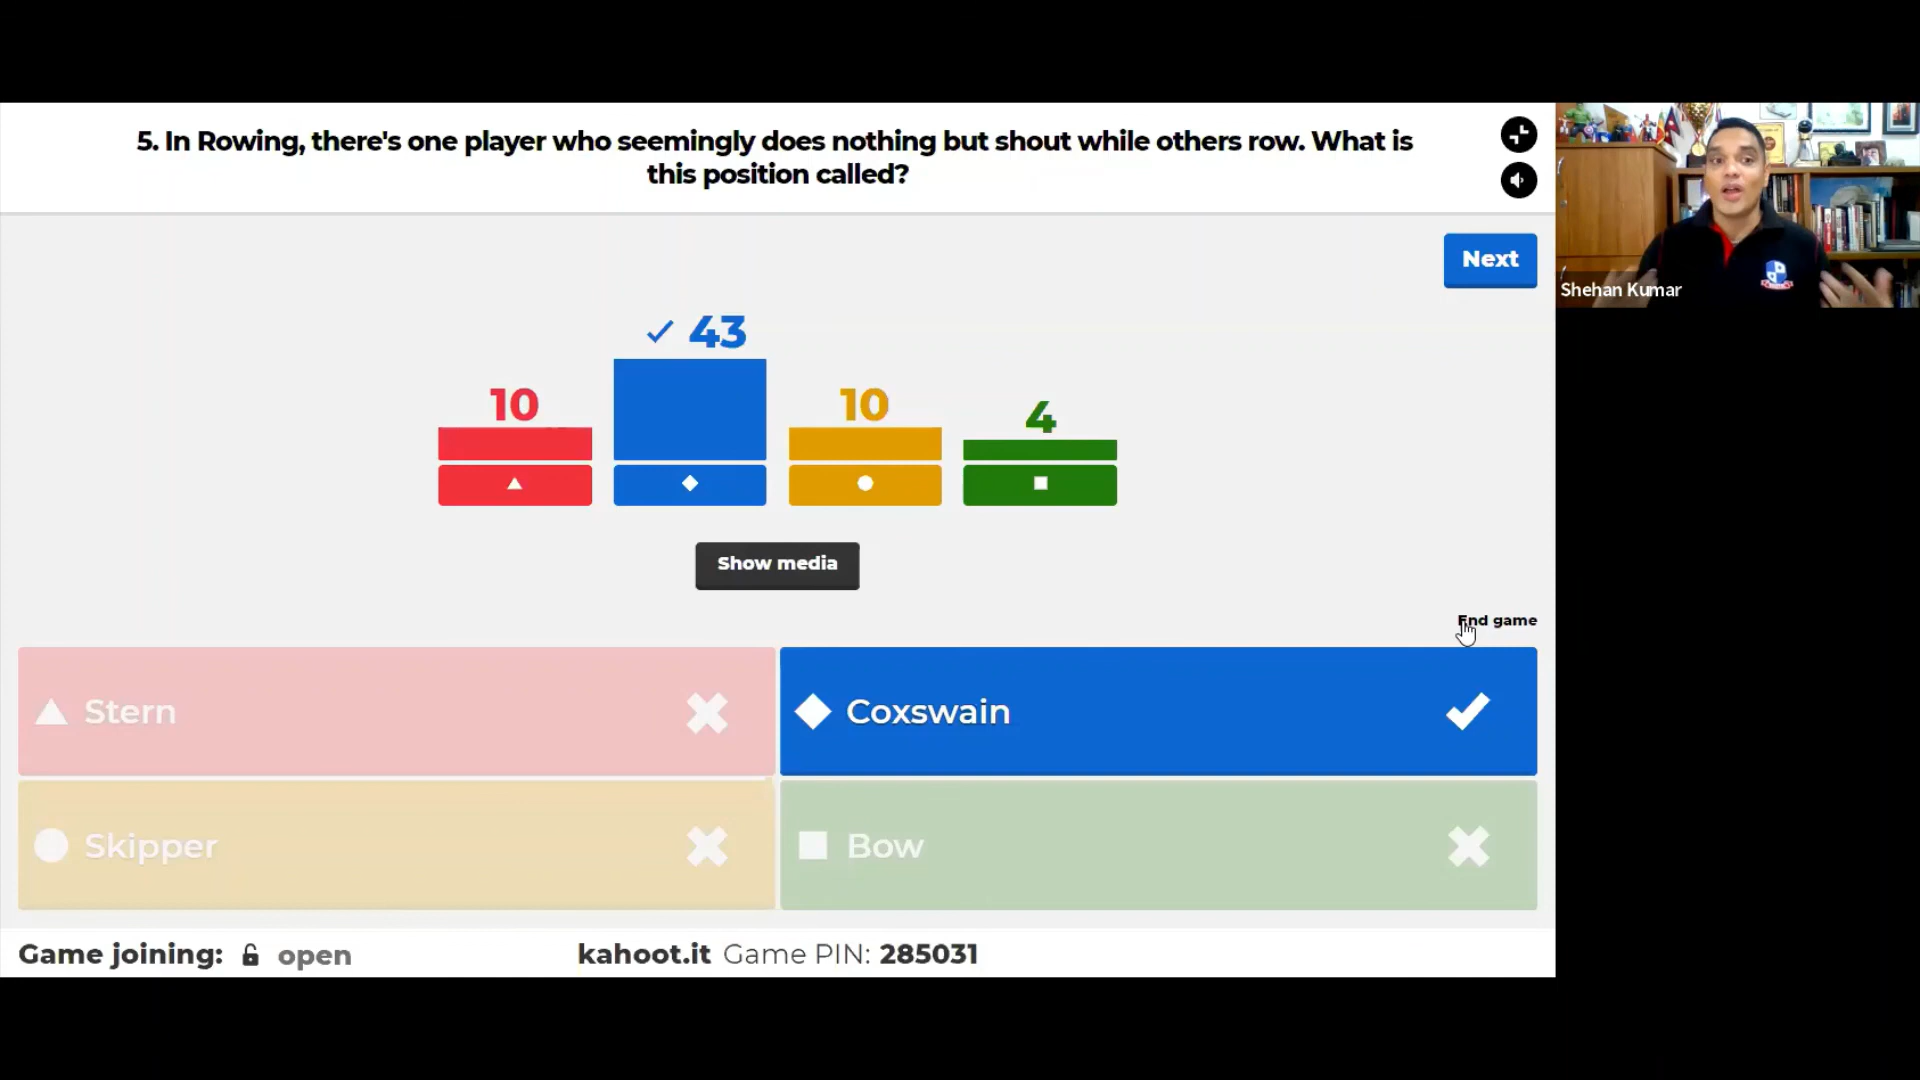 5. In Rowing, there's one player who seemingly does nothing but shout while others row. What is
this position called?
Next
Shehan Kumar
43
10
10
4
Show media
End game
Stern
Coxswain
Skipper
Bow
Game joining: open
kahoot.it Game PIN: 285031